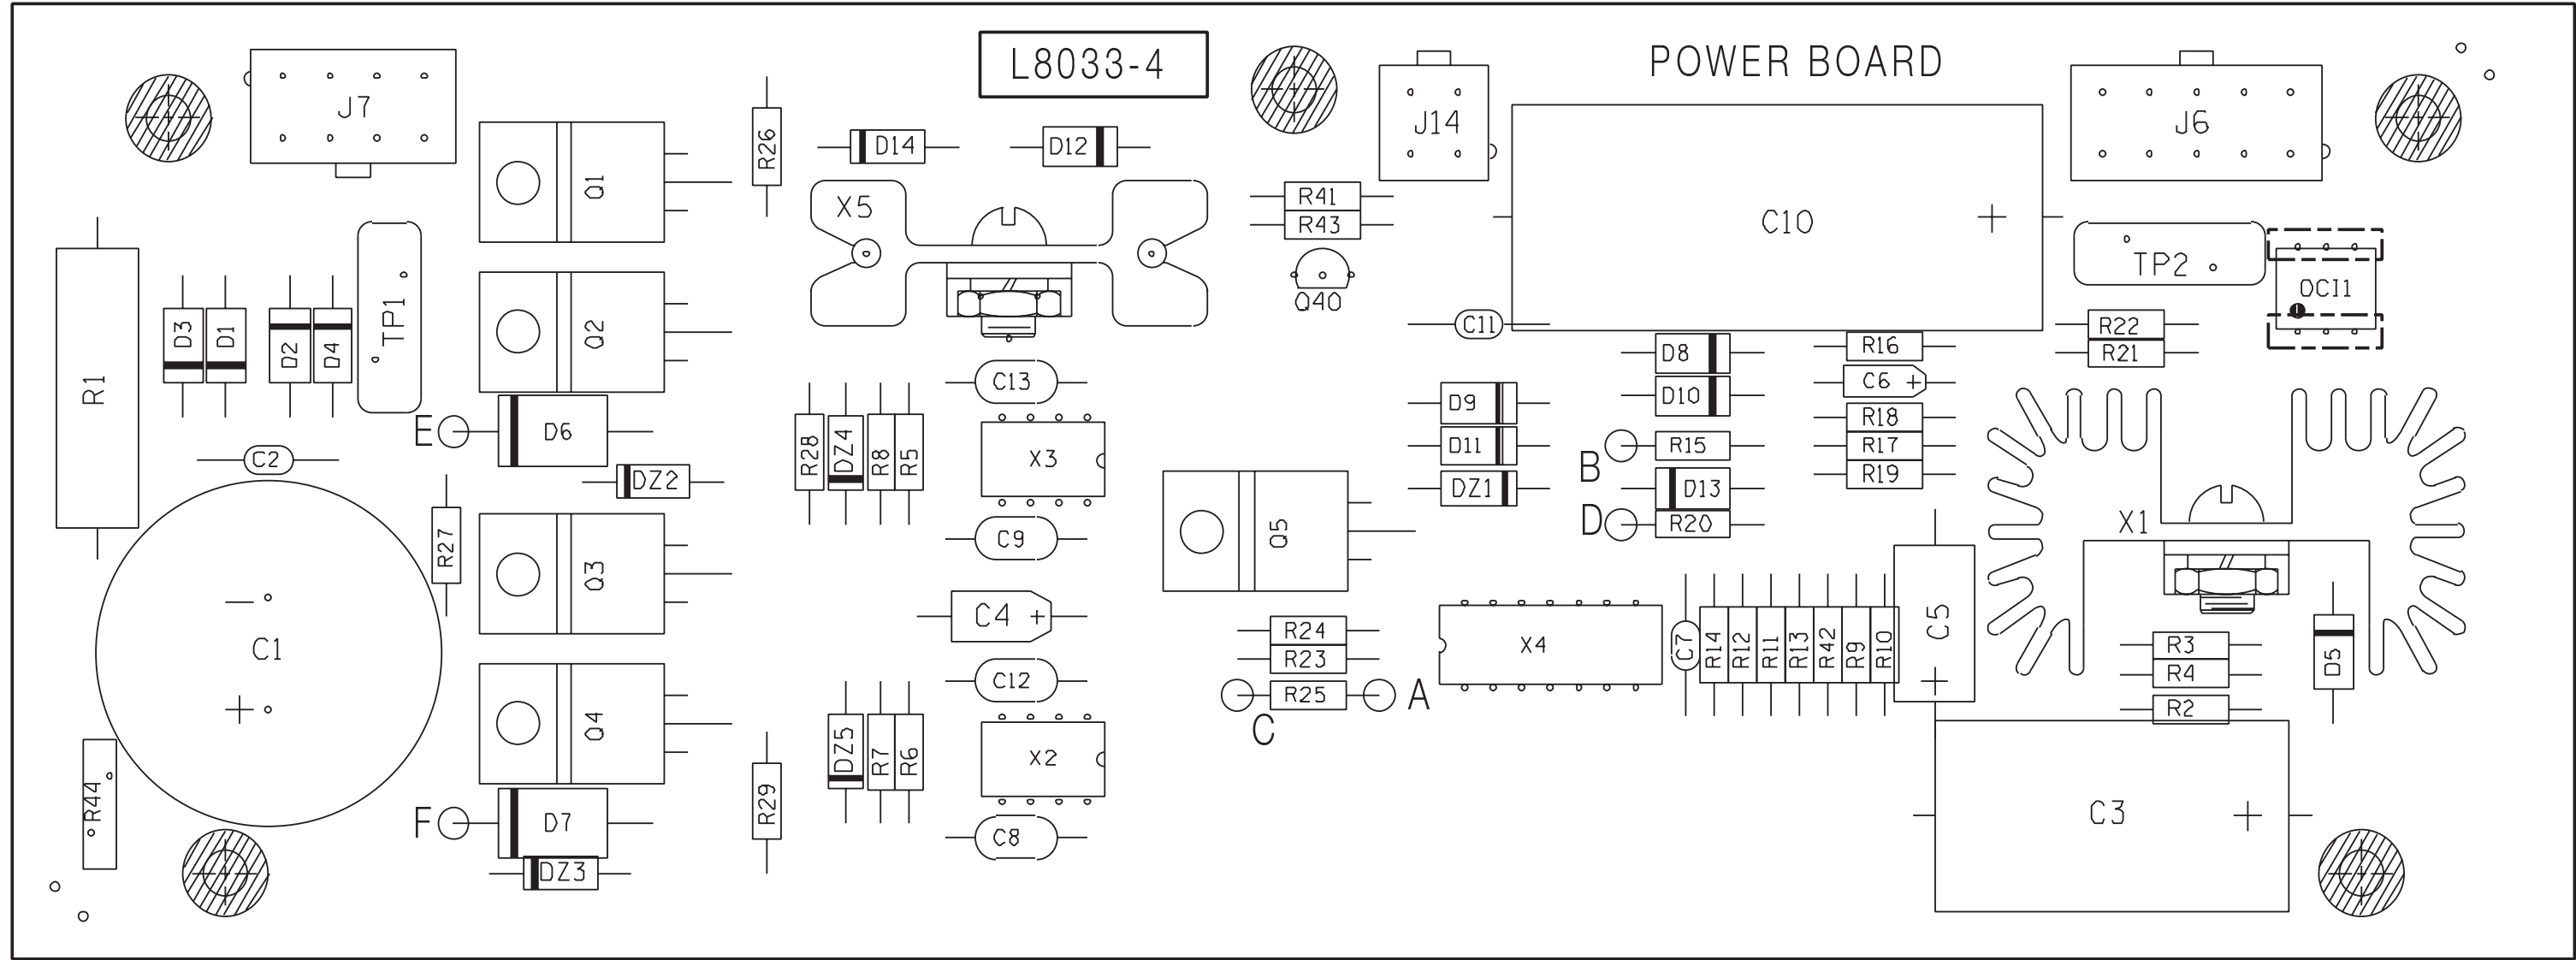 L8033-4
POWER BOARD
J7
J14
J6
R26
D14
D12
Q1
X5
R41
R43
C10
+
TP2
OCI1
Q40
TP1
Q2
D3
D1
D2
D4
R1
C11
R22
R21
D8
R16
C13
D10
C6 +
D9
R18
E
D6
R28
DZ4
R8
R5
X3
D11
B
R15
R17
C2
DZ2
DZ1
D13
R19
D
R20
X1
Q5
R27
C9
Q3
−
C1
+
C4 +
R24
R23
X4
C7
R14
R12
R11
R13
R42
R9
R10
C5
+
R3
R4
D5
C12
C
R25
A
R2
Q4
DZ5
R7
R6
X2
R44
R29
F
D7
C8
C3 +
DZ3